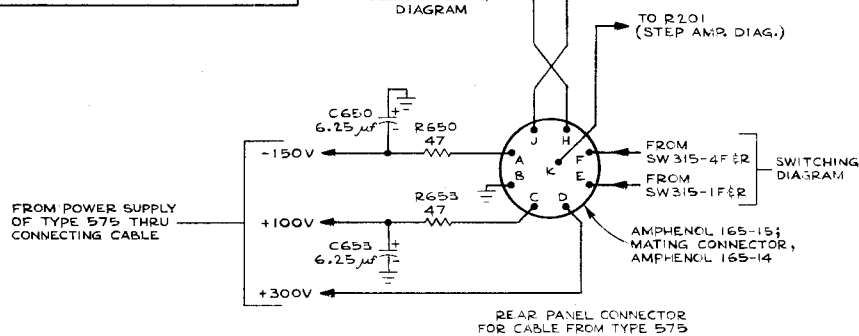 DIAGRAM
TO R201
(STEP AMP. DIAG.)
C650
6.25 µf
+
-
R650
47
-150V
J
H
A
F
K
B
E
C
D
FROM
SW315-4F&R
FROM
SW315-1F&R
SWITCHING
DIAGRAM
R653
47
FROM POWER SUPPLY
OF TYPE 575 THRU
CONNECTING CABLE
+100V
C653
6.25 µf
+
-
AMPHENOL 165-15;
MATING CONNECTOR,
AMPHENOL 165-14
+300V
REAR PANEL CONNECTOR
FOR CABLE FROM TYPE 575